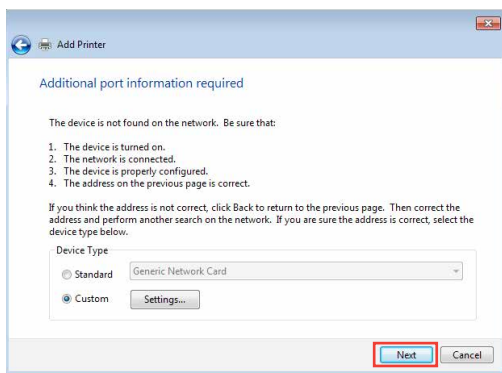 Add Printer
Additional port information required
The device is not found on the network. Be sure that:
1. The device is turned on.
2. The network is connected.
3. The device is properly configured.
4. The address on the previous page is correct.
If you think the address is not correct, click Back to return to the previous page. Then correct the
address and perform another search on the network. If you are sure the address is correct, select the
device type below.
Device Type
Standard
Generic Network Card
Custom
Settings...
Next
Cancel